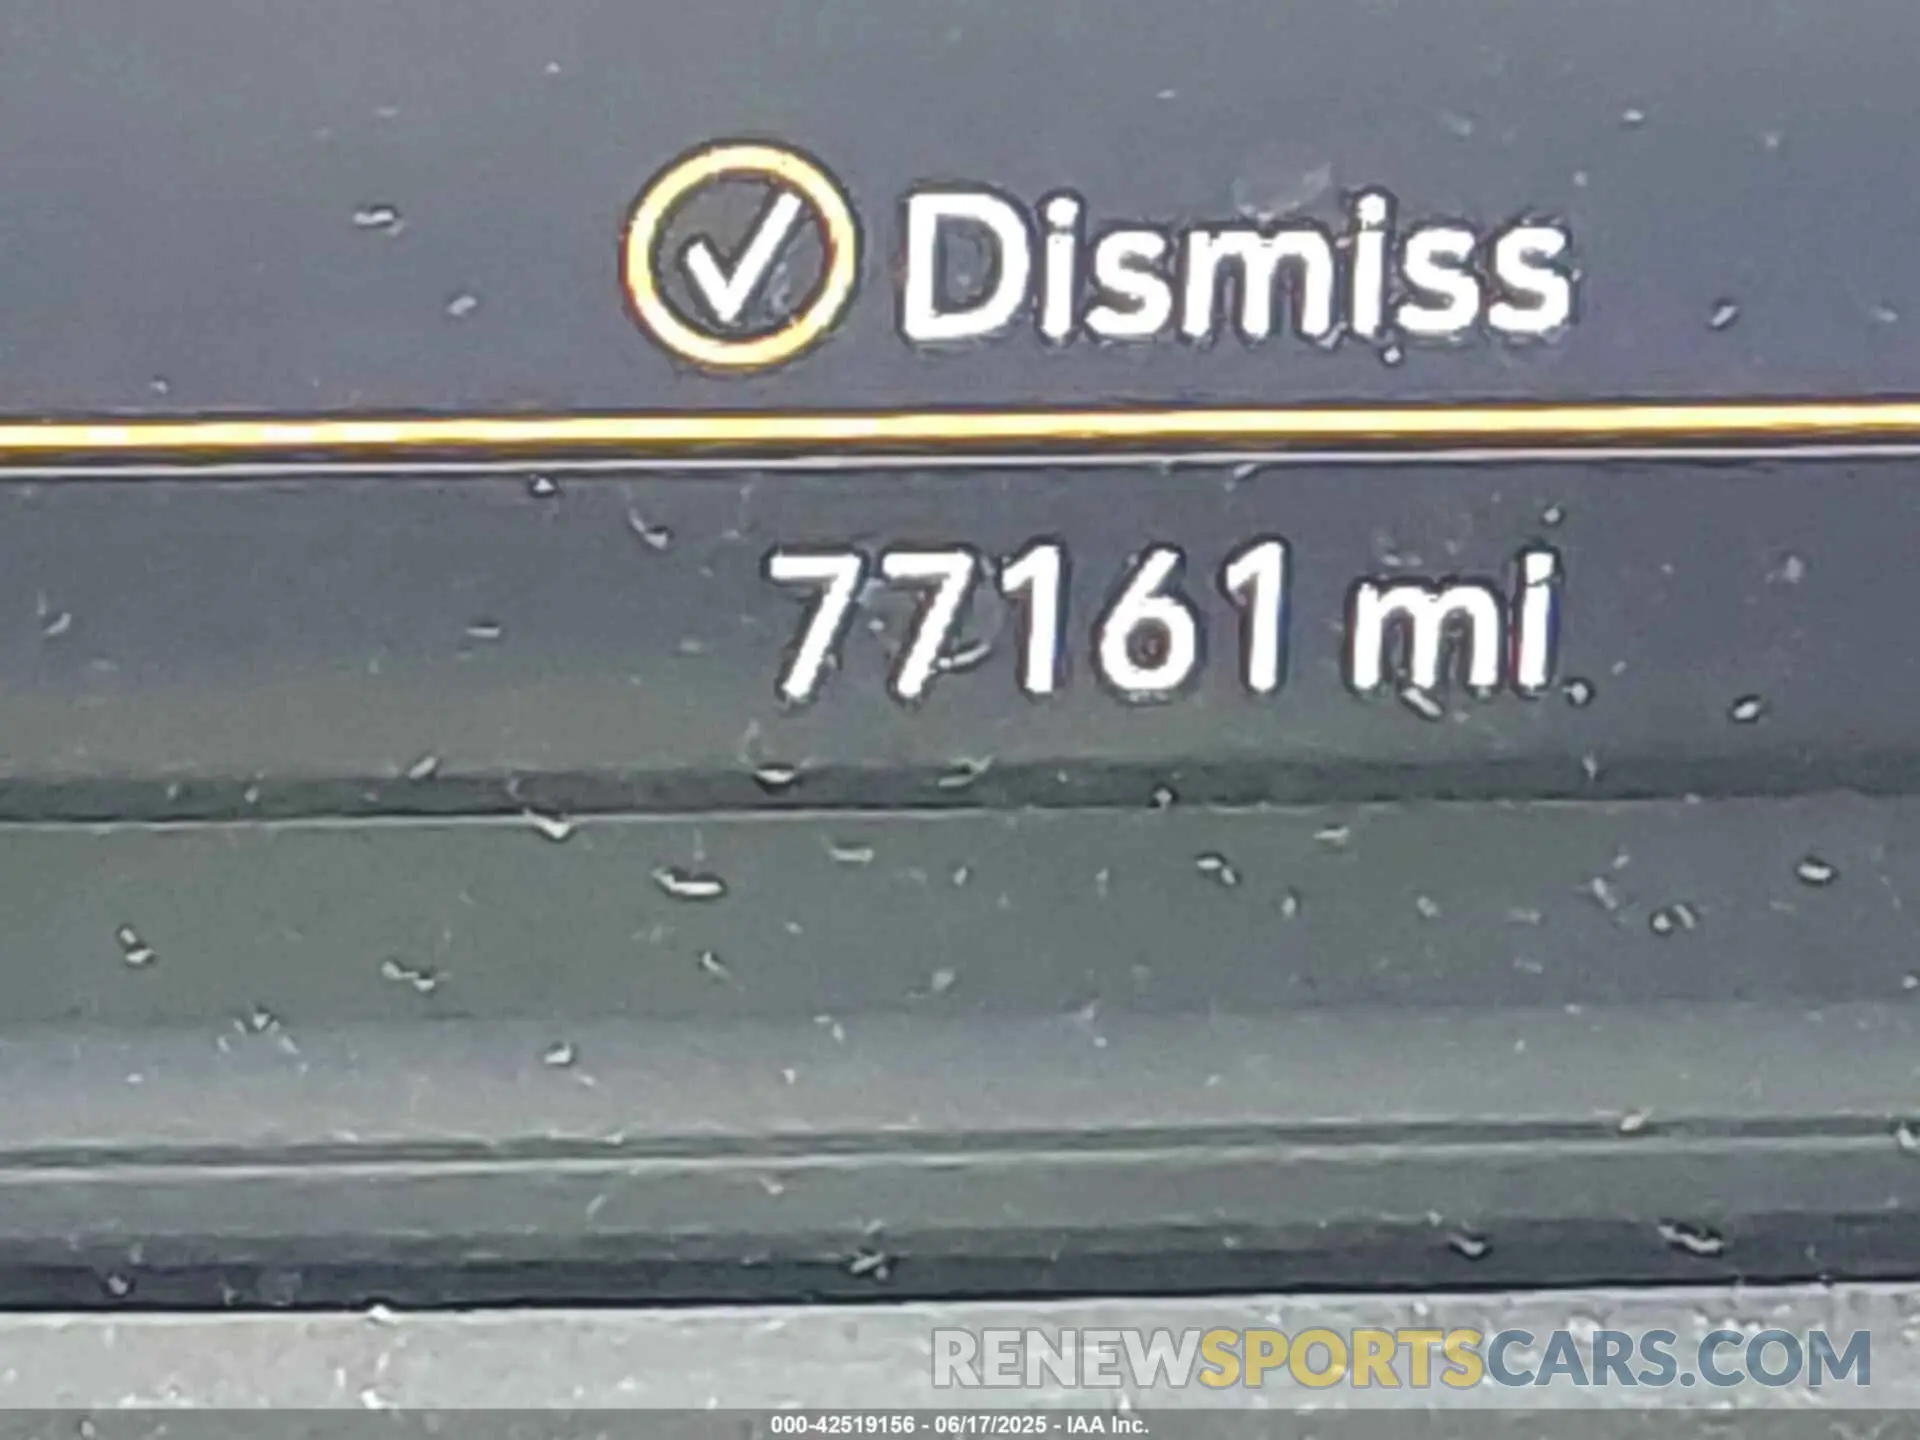 Dismiss
77161 mi
RENEWSPORTSCARS.COM
000-42519156 - 06/17/2025 - IAA Inc.